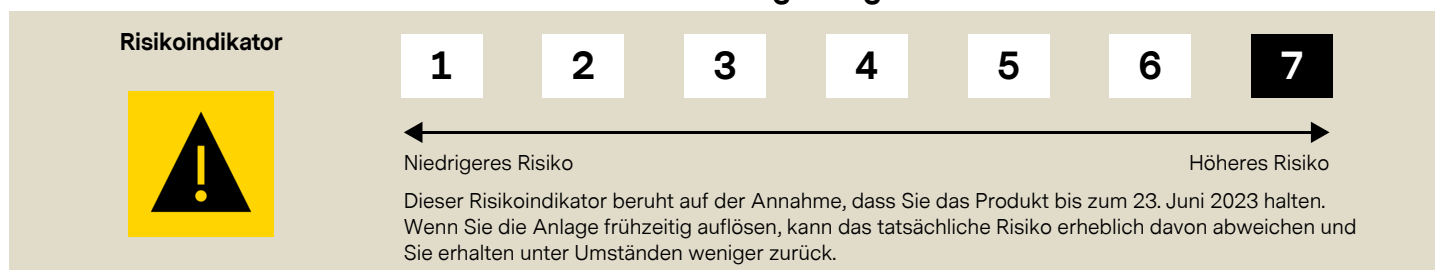 Risikoindikator
1 2 3 4 5 6 7
Niedrigeres Risiko Höheres Risiko
Dieser Risikoindikator beruht auf der Annahme, dass Sie das Produkt bis zum 23. Juni 2023 halten.
Wenn Sie die Anlage frühzeitig auflösen, kann das tatsächliche Risiko erheblich davon abweichen und
Sie erhalten unter Umständen weniger zurück.